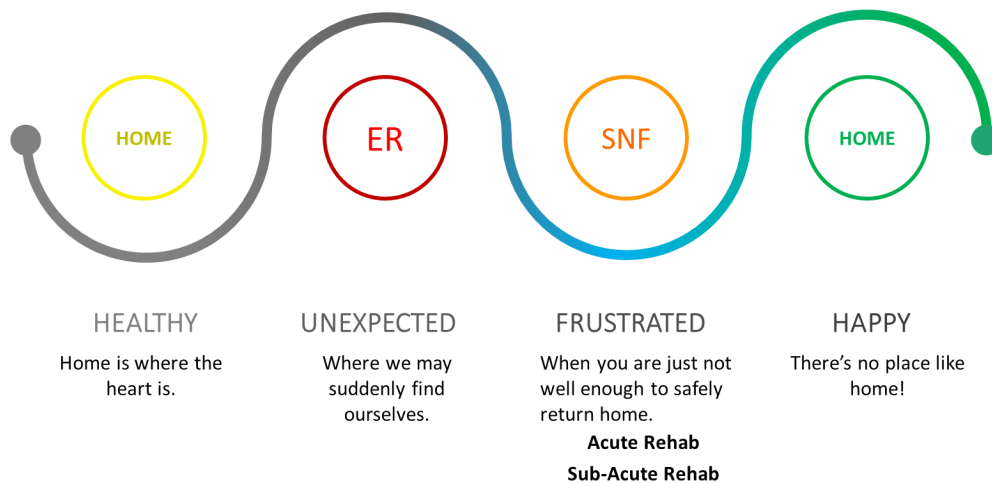 HOME
ER
SNF
HOME
HEALTHY
Home is where the
heart is.
UNEXPECTED
Where we may
suddenly find
ourselves.
FRUSTRATED
When you are just not
well enough to safely
return home.
Acute Rehab
Sub-Acute Rehab
HAPPY
There’s no place like
home!